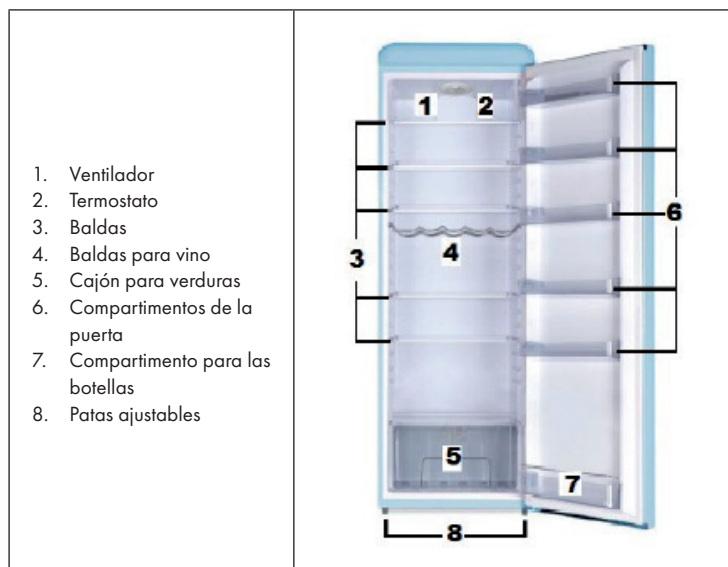 1. Ventilador
2. Termostato
3. Baldas
4. Baldas para vino
5. Cajón para verduras
6. Compartimentos de la
puerta
7. Compartimento para las
botellas
8. Patas ajustables
1 2
3
4
6
5
7
8